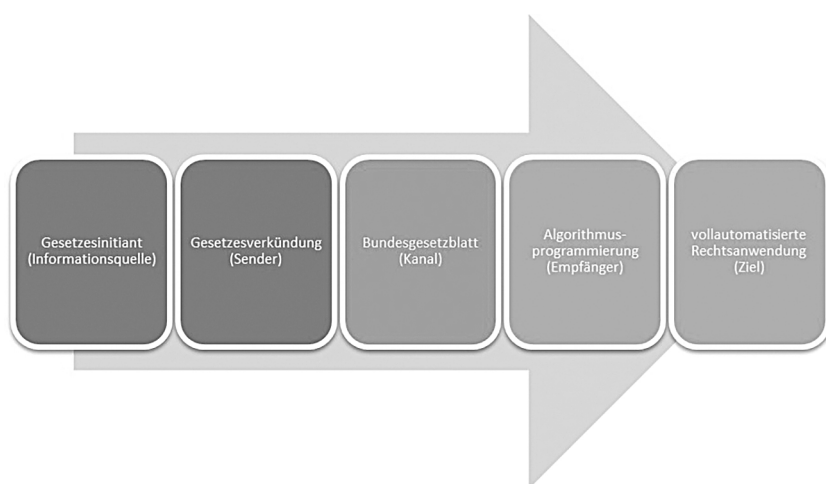 Gesetzesinitiant
(Informationsquelle)
Gesetzesverkündung
(Sender)
Bundesgesetzblatt
(Kanal)
Algorithmus-
programmierung
(Empfänger)
vollautomatisierte
Rechtsanwendung
(Ziel)